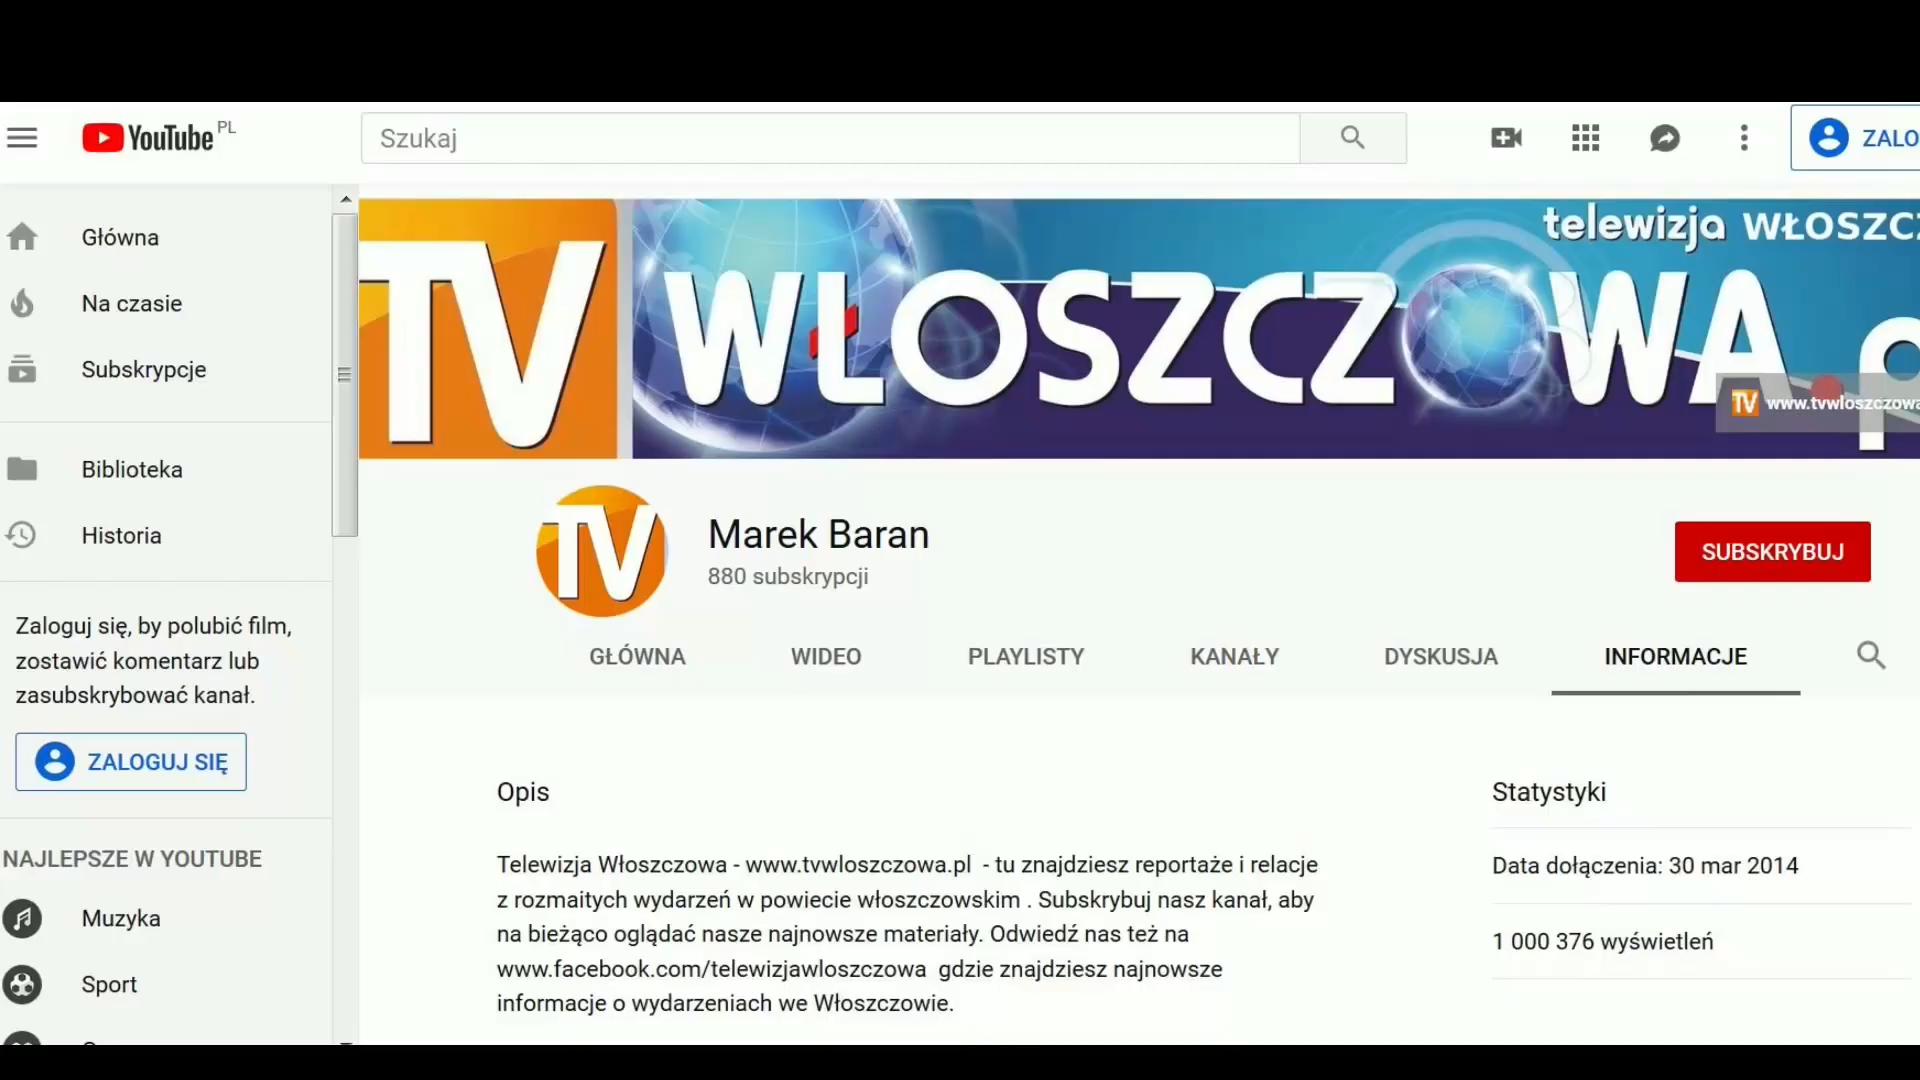 YouTube PL
Szukaj
ZALO
Główna
Na czasie
Subskrypcje
Biblioteka
Historia
Zaloguj się, by polubić film,
zostawić komentarz lub
zasubskrybować kanał.
ZALOGUJ SIĘ
NAJLEPSZE W YOUTUBE
Muzyka
Sport
telewizja WŁOSZCZ
TV WŁOSZCZOWA.p
TV www.tvwloszczowa
TV
Marek Baran
880 subskrypcji
SUBSKRYBUJ
GŁÓWNA WIDEO PLAYLISTY KANAŁY DYSKUSJA INFORMACJE
Opis
Telewizja Włoszczowa - www.tvwloszczowa.pl - tu znajdziesz reportaże i relacje
z rozmaitych wydarzeń w powiecie włoszczowskim . Subskrybuj nasz kanał, aby
na bieżąco oglądać nasze najnowsze materiały. Odwiedź nas też na
www.facebook.com/telewizjawloszczowa gdzie znajdziesz najnowsze
informacje o wydarzeniach we Włoszczowie.
Statystyki
Data dołączenia: 30 mar 2014
1 000 376 wyświetleń